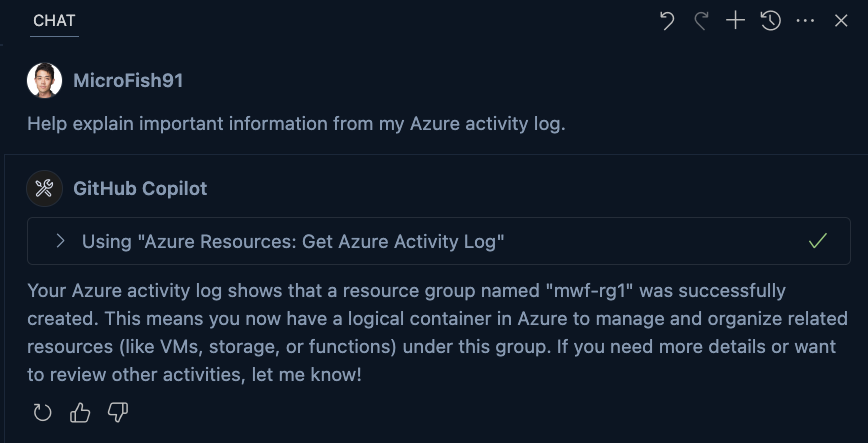 CHAT
MicroFish91
Help explain important information from my Azure activity log.
GitHub Copilot
Using "Azure Resources: Get Azure Activity Log"
Your Azure activity log shows that a resource group named "mwf-rg1" was successfully
created. This means you now have a logical container in Azure to manage and organize related
resources (like VMs, storage, or functions) under this group. If you need more details or want
to review other activities, let me know!